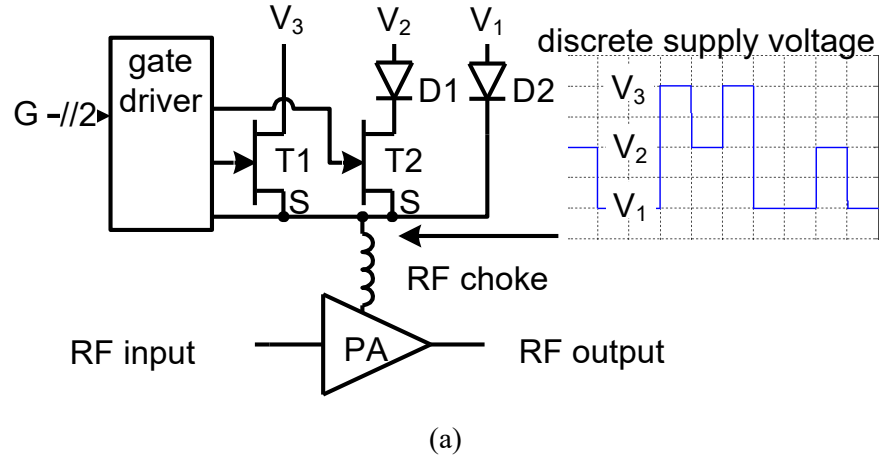 V₃ V₂ V₁
discrete supply voltage
gate
driver
D1 D2
G -//2
T1 T2
S S
V₃
V₂
V₁
RF choke
RF input PA RF output
(a)